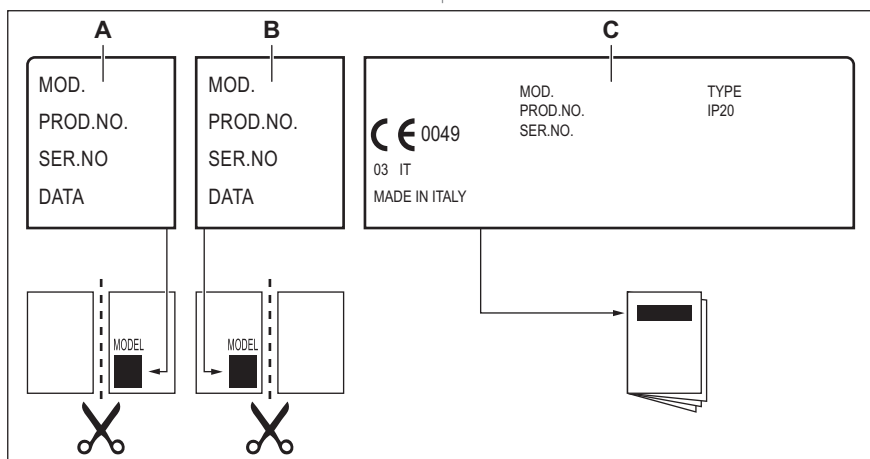 A
B
C
MOD.
PROD.NO.
SER.NO
DATA
MOD.
PROD.NO.
SER.NO
DATA
MOD.
PROD.NO.
SER.NO.
TYPE
IP20
CE 0049
03 IT
MADE IN ITALY
MODEL
MODEL